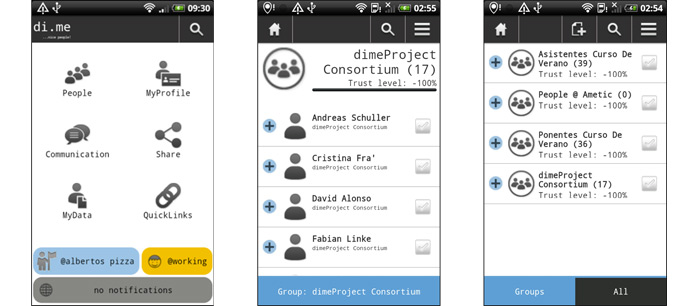 09:30
di.me
...nice people!
People
MyProfile
Communication
Share
MyData
QuickLinks
@albertos pizza
@working
no notifications
02:55
dimeProject
Consortium (17)
Trust level: -100%
Andreas Schuller
dimeProject Consortium
Cristina Fra'
dimeProject Consortium
David Alonso
dimeProject Consortium
Fabian Linke
dimeProject Consortium
Group: dimeProject Consortium
02:54
Asistentes Curso De
Verano (39)
Trust level: -100%
People @ Ametic (0)
Trust level: -100%
Ponentes Curso De
Verano (36)
Trust level: -100%
dimeProject
Consortium (17)
Trust level: -100%
Groups
All